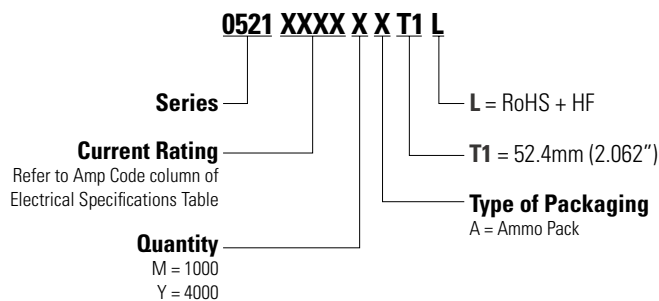 0521 XXXX X X T1 L
Series
Current Rating
Refer to Amp Code column of
Electrical Specifications Table
Quantity
M = 1000
Y = 4000
L = RoHS + HF
T1 = 52.4mm (2.062")
Type of Packaging
A = Ammo Pack